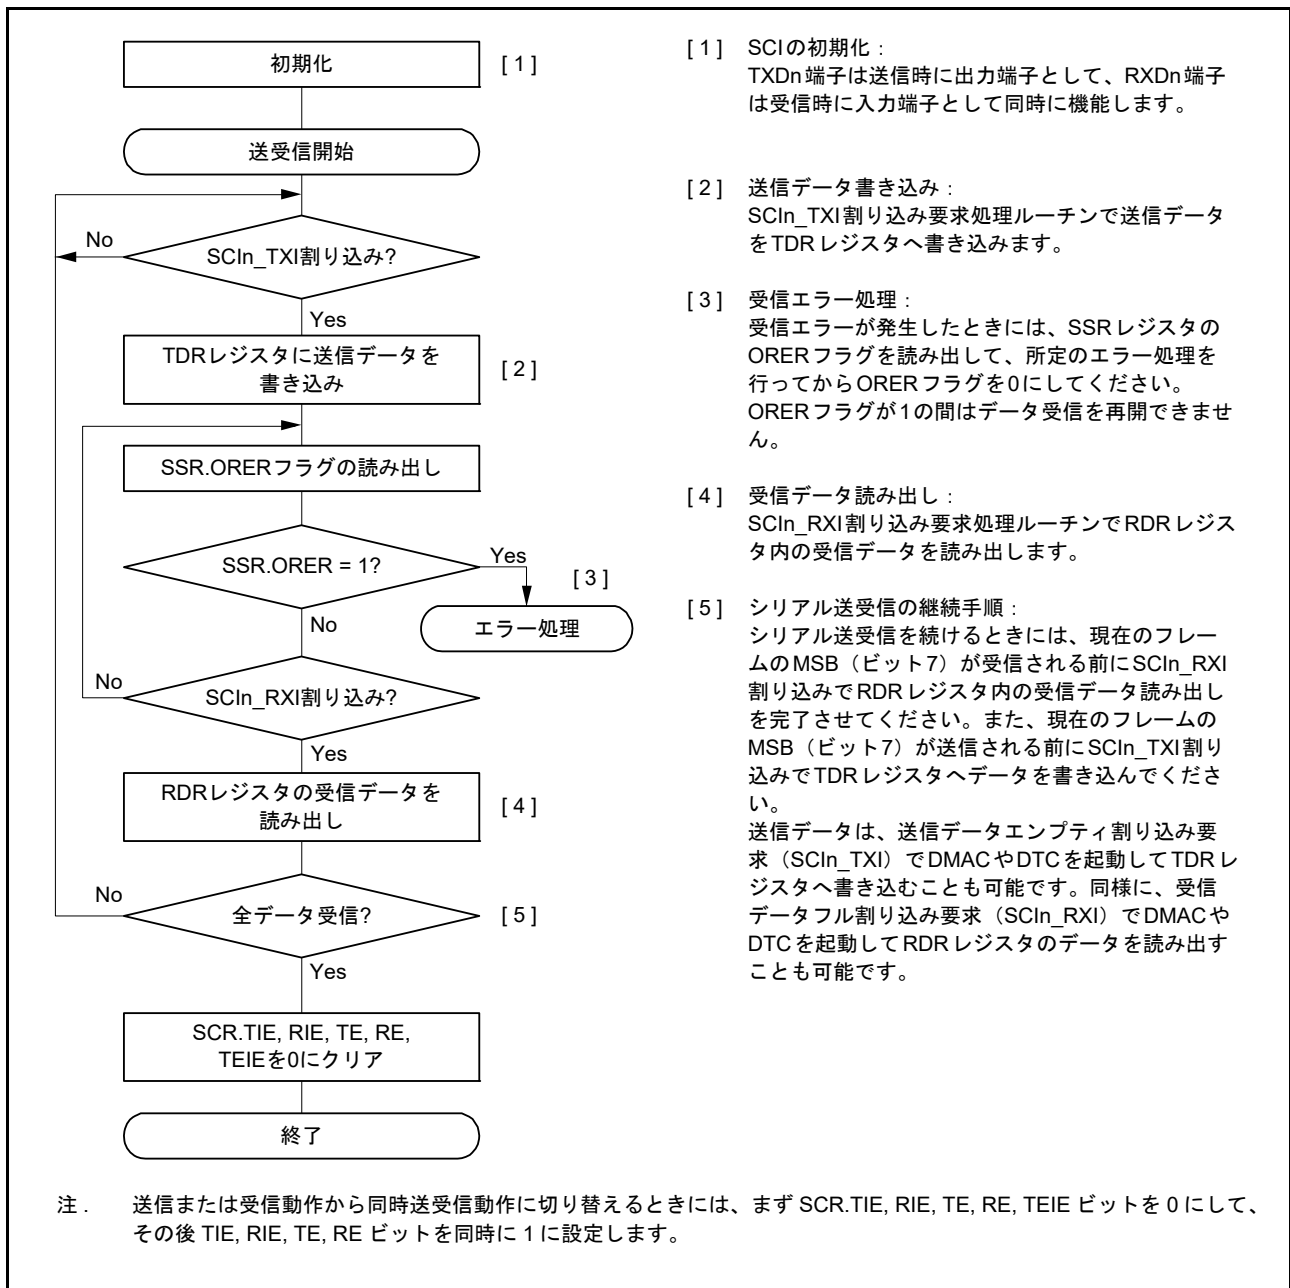 初期化
[ 1 ]
送受信開始
No
SCIn_TXI割り込み?
Yes
TDRレジスタに送信データを
書き込み
[ 2 ]
SSR.ORERフラグの読み出し
SSR.ORER = 1?
Yes
[ 3 ]
エラー処理
No
No
SCIn_RXI割り込み?
Yes
RDRレジスタの受信データを
読み出し
[ 4 ]
No
全データ受信?
[ 5 ]
Yes
SCR.TIE, RIE, TE, RE,
TEIEを0にクリア
終了
[ 1 ] SCIの初期化：
TXDn端子は送信時に出力端子として、RXDn端子
は受信時に入力端子として同時に機能します。
[ 2 ] 送信データ書き込み：
SCIn_TXI割り込み要求処理ルーチンで送信データ
をTDRレジスタへ書き込みます。
[ 3 ] 受信エラー処理：
受信エラーが発生したときには、SSRレジスタの
ORERフラグを読み出して、所定のエラー処理を
行ってからORERフラグを0にしてください。
ORERフラグが1の間はデータ受信を再開できませ
ん。
[ 4 ] 受信データ読み出し：
SCIn_RXI割り込み要求処理ルーチンでRDRレジス
タ内の受信データを読み出します。
[ 5 ] シリアル送受信の継続手順：
シリアル送受信を続けるときには、現在のフレー
ムのMSB（ビット7）が受信される前にSCIn_RXI
割り込みでRDRレジスタ内の受信データ読み出し
を完了させてください。また、現在のフレームの
MSB（ビット7）が送信される前にSCIn_TXI割り
込みでTDRレジスタへデータを書き込んでくださ
い。
送信データは、送信データエンプティ割り込み要
求（SCIn_TXI）でDMACやDTCを起動してTDRレ
ジスタへ書き込むことも可能です。同様に、受信
データフル割り込み要求（SCIn_RXI）でDMACや
DTCを起動してRDRレジスタのデータを読み出す
ことも可能です。
注． 送信または受信動作から同時送受信動作に切り替えるときには、まず SCR.TIE, RIE, TE, RE, TEIE ビットを 0 にして、
その後 TIE, RIE, TE, RE ビットを同時に 1 に設定します。